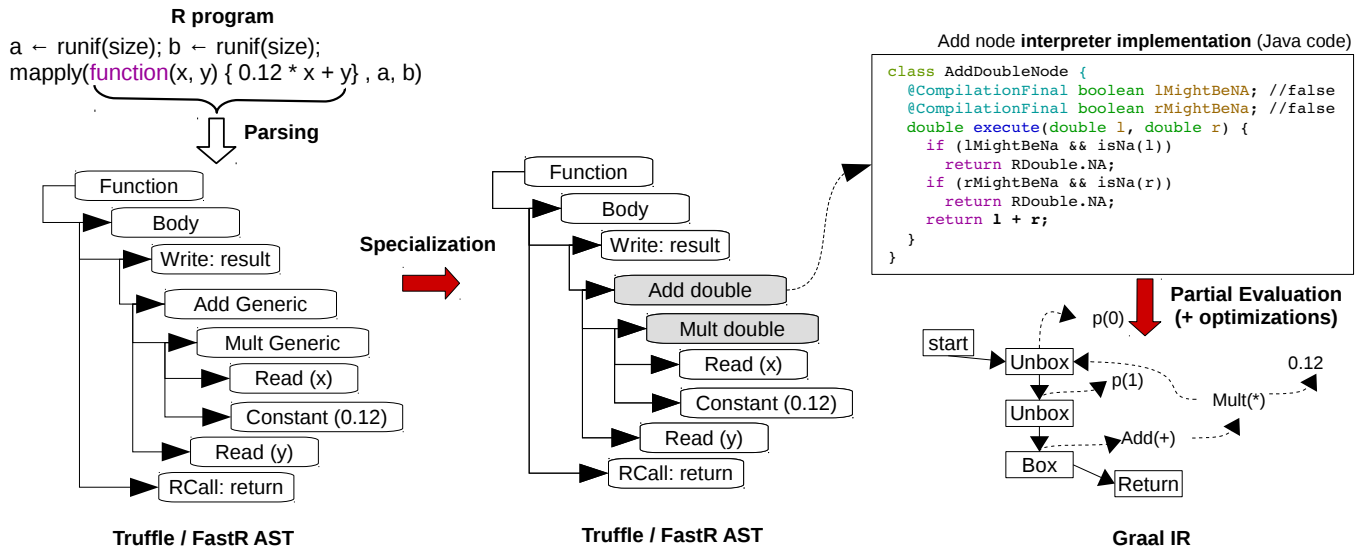 R program
a ← runif(size); b ← runif(size);
mapply(function(x, y) { 0.12 * x + y} , a, b)
Parsing
Function
Body
Write: result
Add Generic
Mult Generic
Read (x)
Constant (0.12)
Read (y)
RCall: return
Truffle / FastR AST
Specialization
Function
Body
Write: result
Add double
Mult double
Read (x)
Constant (0.12)
Read (y)
RCall: return
Truffle / FastR AST
Add node interpreter implementation (Java code)
class AddDoubleNode {
@CompilationFinal boolean lMightBeNA; //false
@CompilationFinal boolean rMightBeNa; //false
double execute(double l, double r) {
if (lMightBeNa && isNa(l))
return RDouble.NA;
if (rMightBeNa && isNa(r))
return RDouble.NA;
return l + r;
}
}
Partial Evaluation
(+ optimizations)
p(0)
start
Unbox
p(1)
0.12
Mult(*)
Unbox
Add(+)
Box
Return
Graal IR